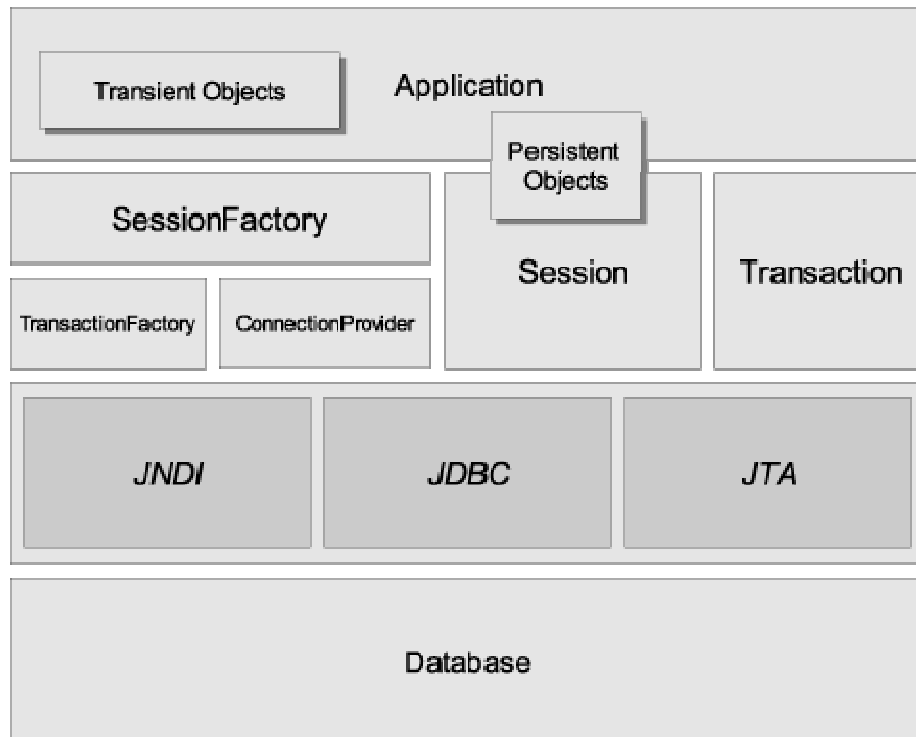 Transient Objects
Application
Persistent
Objects
SessionFactory
Session
Transaction
TransactionFactory
ConnectionProvider
JNDI
JDBC
JTA
Database